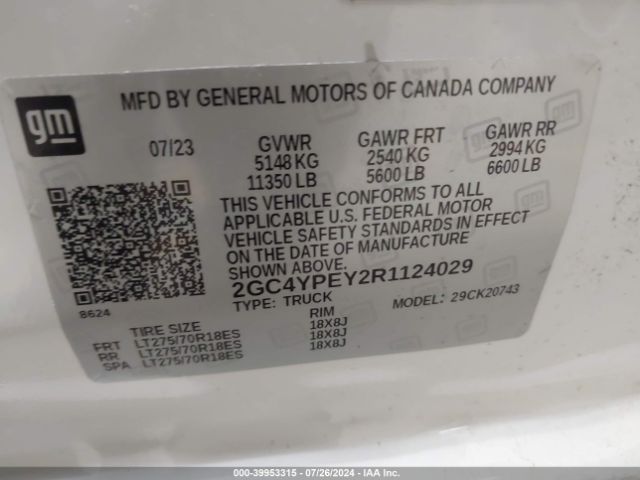 gm
MFD BY GENERAL MOTORS OF CANADA COMPANY
07/23 GVWR GAWR FRT GAWR RR
5148 KG 2540 KG 2994 KG
11350 LB 5600 LB 6600 LB
THIS VEHICLE CONFORMS TO ALL
APPLICABLE U.S. FEDERAL MOTOR
VEHICLE SAFETY STANDARDS IN EFFECT
ON THE DATE OF MANUFACTURE
SHOWN ABOVE.
2GC4YPEY2R1124029
8624
TYPE: TRUCK MODEL: 29CK20743
TIRE SIZE RIM
FRT LT275/70R18ES 18X8J
RR LT275/70R18ES 18X8J
SPA LT275/70R18ES 18X8J
000-39953315 - 07/26/2024 - IAA Inc.